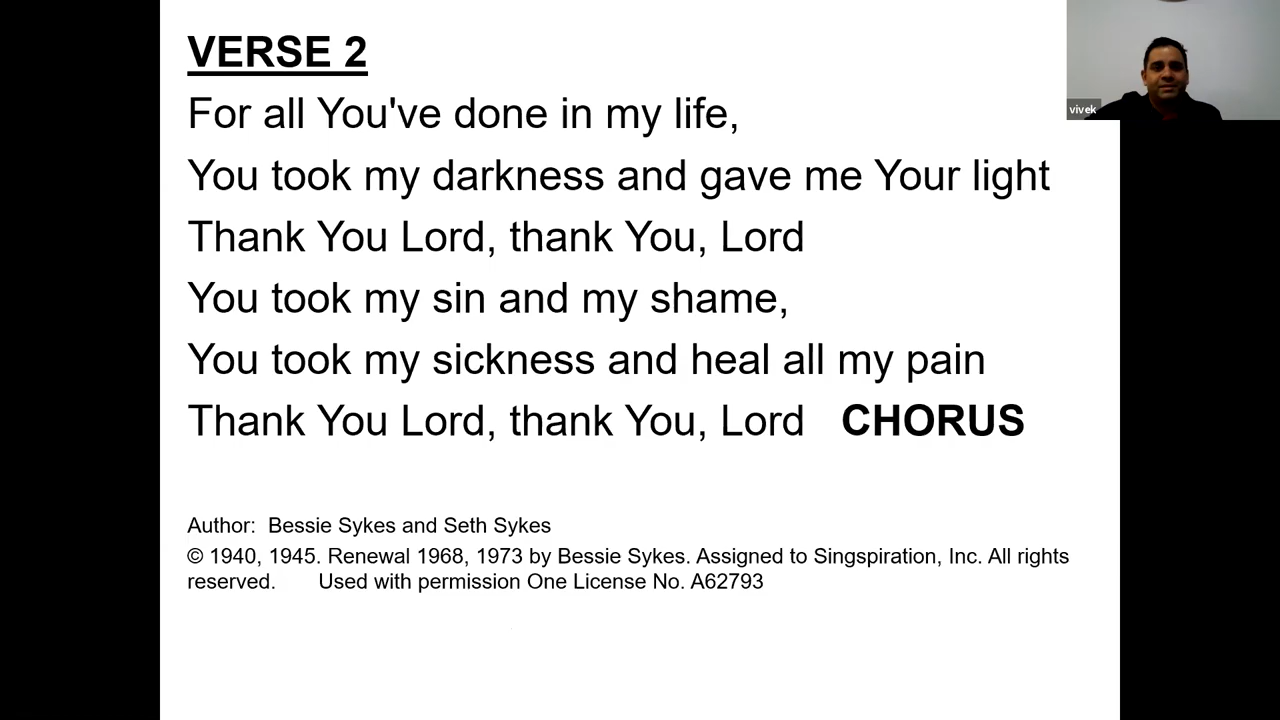 VERSE 2
For all You've done in my life,
You took my darkness and gave me Your light
Thank You Lord, thank You, Lord
You took my sin and my shame,
You took my sickness and heal all my pain
Thank You Lord, thank You, Lord   CHORUS
Author:  Bessie Sykes and Seth Sykes
© 1940, 1945. Renewal 1968, 1973 by Bessie Sykes. Assigned to Singspiration, Inc. All rights
reserved.       Used with permission One License No. A62793
vivek